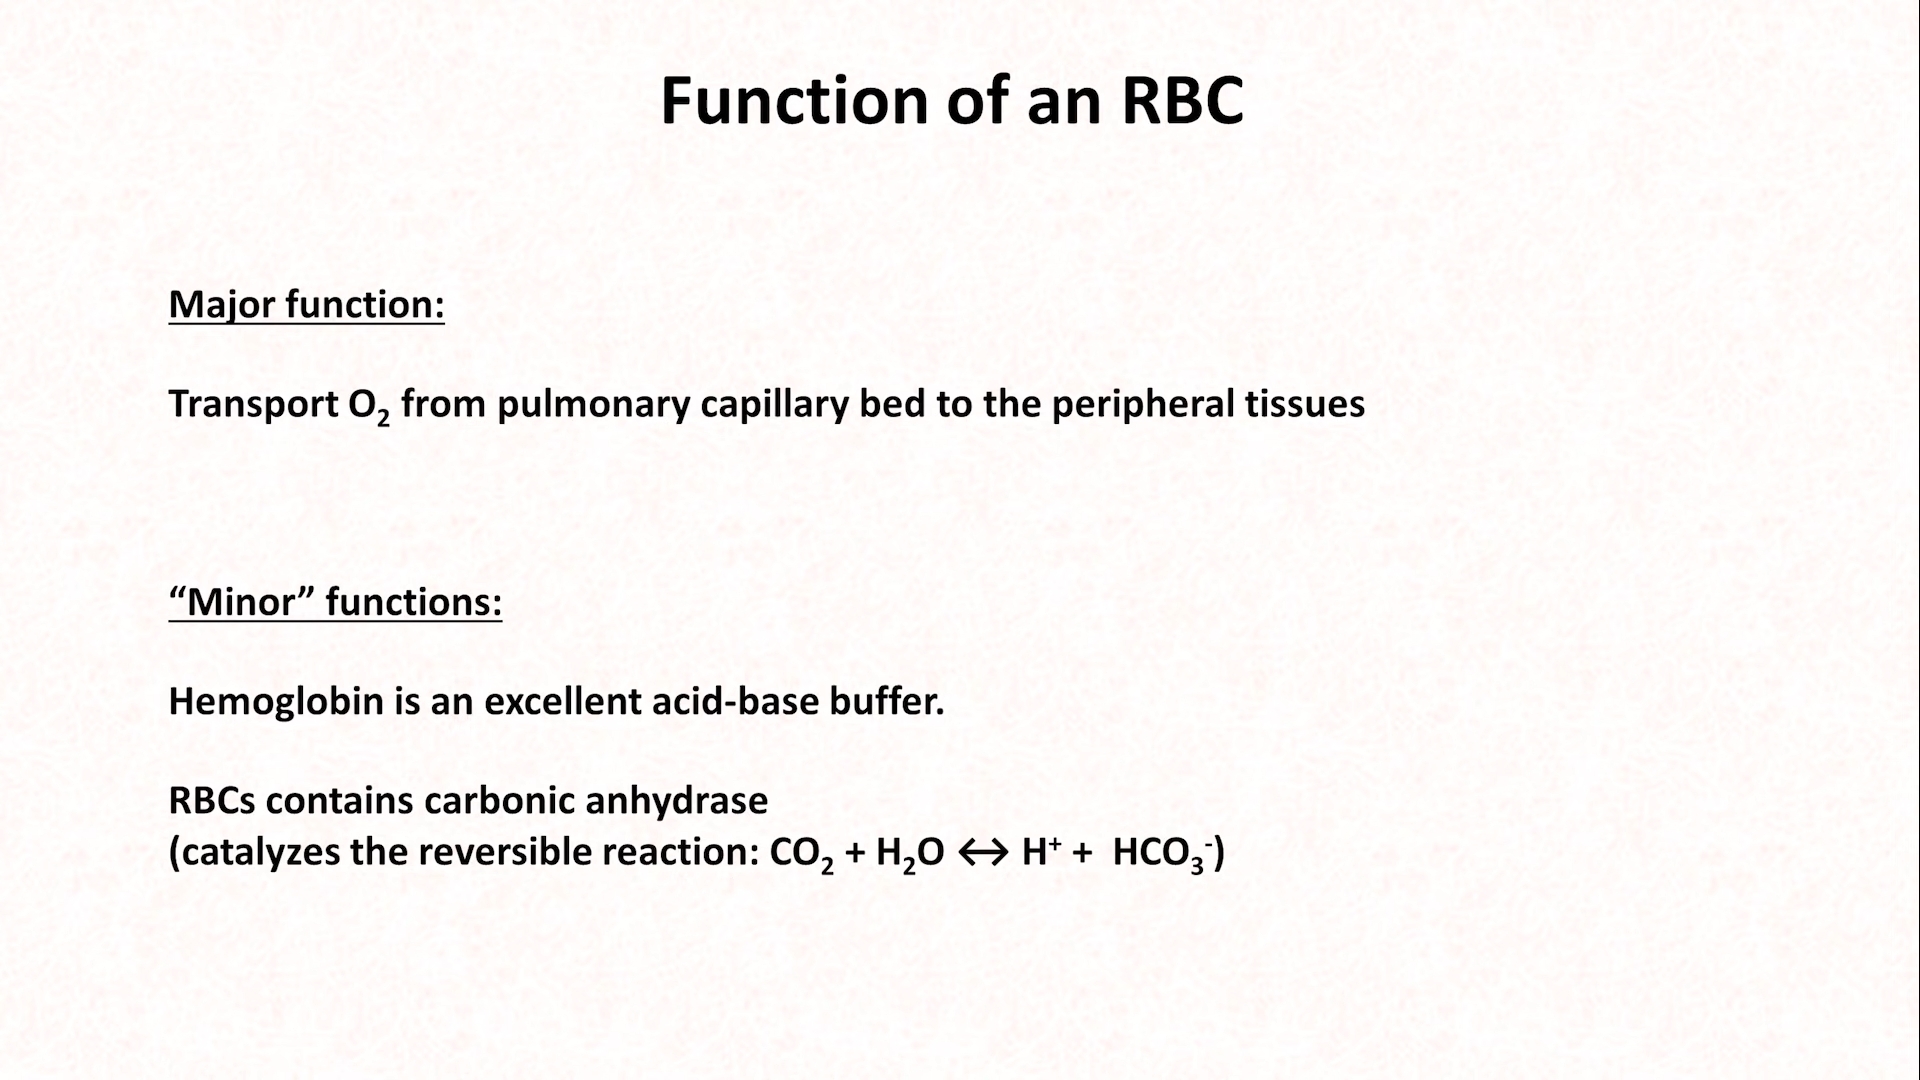 Function of an RBC
Major function:
Transport O₂ from pulmonary capillary bed to the peripheral tissues
“Minor” functions:
Hemoglobin is an excellent acid-base buffer.
RBCs contains carbonic anhydrase
(catalyzes the reversible reaction: CO₂ + H₂O ↔ H⁺ + HCO₃⁻)